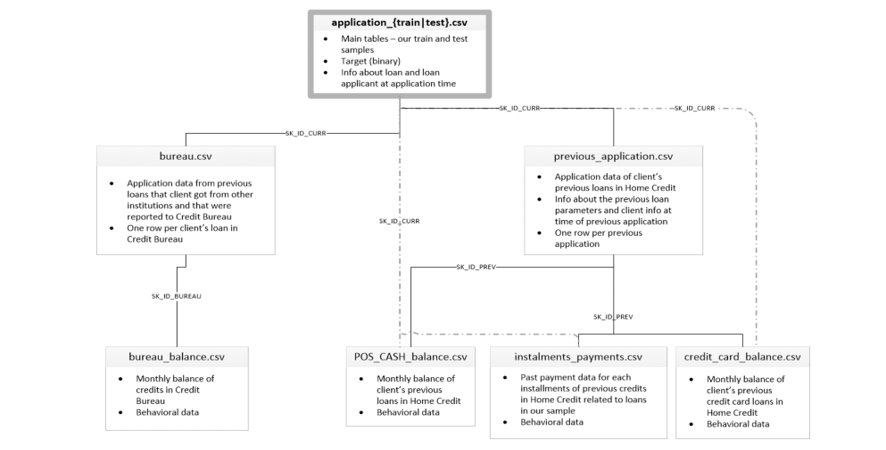 application_{train|test}.csv
Main tables – our train and test
samples
Target (binary)
Info about loan and loan
applicant at application time
SK_ID_CURR
SK_ID_CURR
SK_ID_CURR
bureau.csv
Application data from previous
loans that client got from other
institutions and that were
reported to Credit Bureau
One row per client's loan in
Credit Bureau
previous_application.csv
Application data of client's
previous loans in Home Credit
Info about the previous loan
parameters and client info at
time of previous application
One row per previous
application
SK_ID_CURR
SK_ID_PREV
SK_ID_BUREAU
SK_ID_PREV
bureau_balance.csv
Monthly balance of
credits in Credit
Bureau
Behavioral data
POS_CASH_balance.csv
Monthly balance of
client's previous
loans in Home Credit
Behavioral data
instalments_payments.csv
Past payment data for each
installments of previous credits
in Home Credit related to loans
in our sample
Behavioral data
credit_card_balance.csv
Monthly balance of
client's previous
credit card loans in
Home Credit
Behavioral data